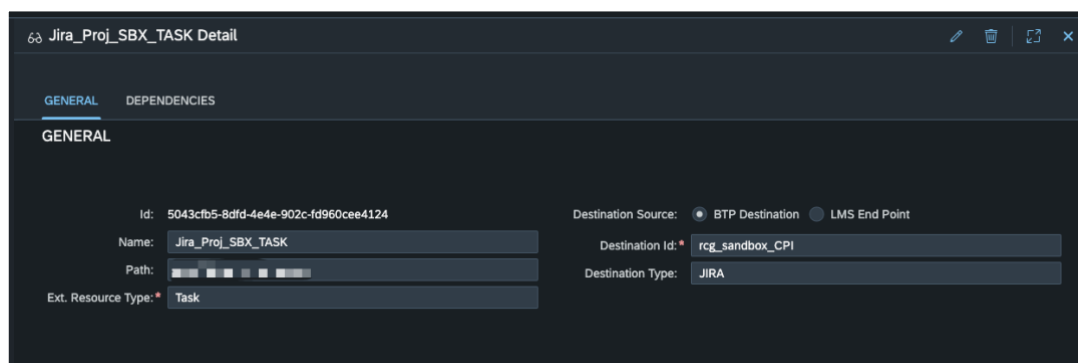 Jira_Proj_SBX_TASK Detail
GENERAL DEPENDENCIES
GENERAL
Id: 5043cfb5-8dfd-4e4e-902c-fd960cee4124
Name: Jira_Proj_SBX_TASK
Path:
Ext. Resource Type:* Task
Destination Source: BTP Destination LMS End Point
Destination Id:* rcg_sandbox_CPI
Destination Type: JIRA